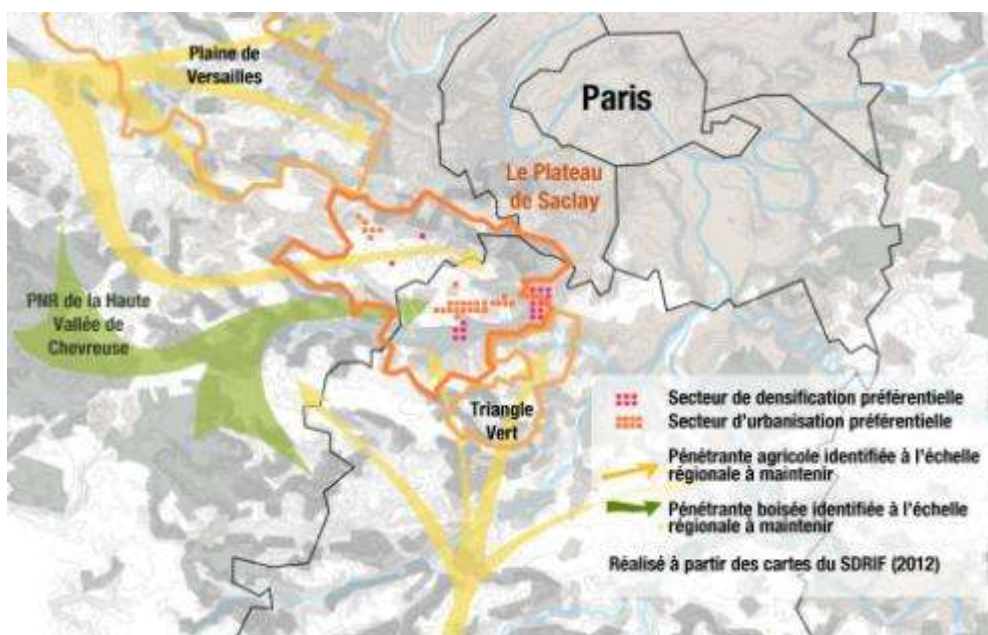 Plaine de
Versailles
Paris
Le Plateau
de Saclay
PNR de la Haute
Vallée de
Chevreuse
Triangle
Vert
Secteur de densification préférentielle
Secteur d'urbanisation préférentielle
Pénétrante agricole identifiée à l'échelle
régionale à maintenir
Pénétrante boisée identifiée à l'échelle
régionale à maintenir
Réalisé à partir des cartes du SDRIF (2012)